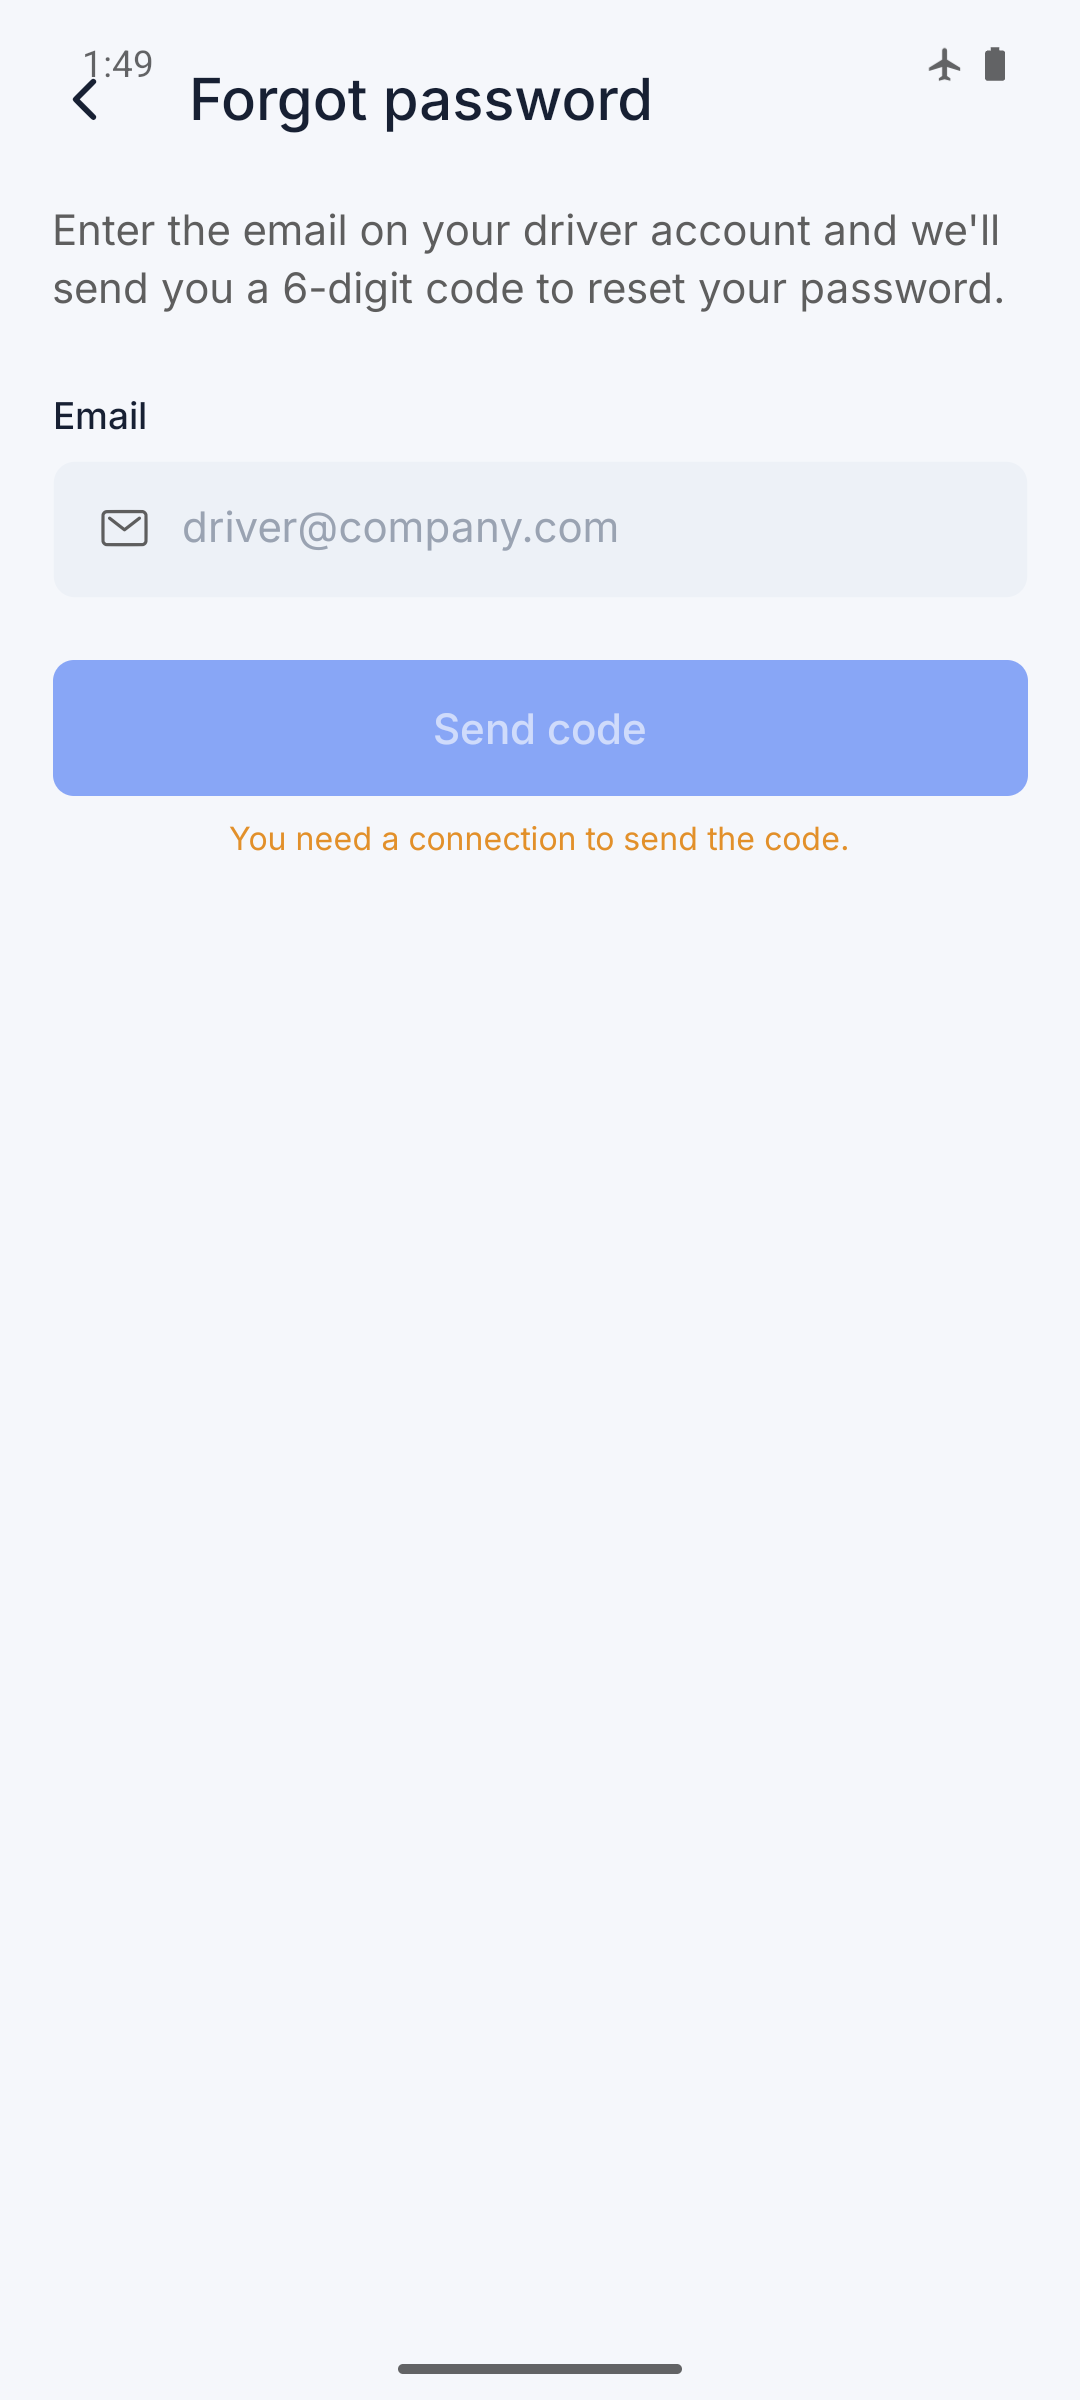 1:49
Forgot password
Enter the email on your driver account and we'll
send you a 6-digit code to reset your password.
Email
driver@company.com
Send code
You need a connection to send the code.